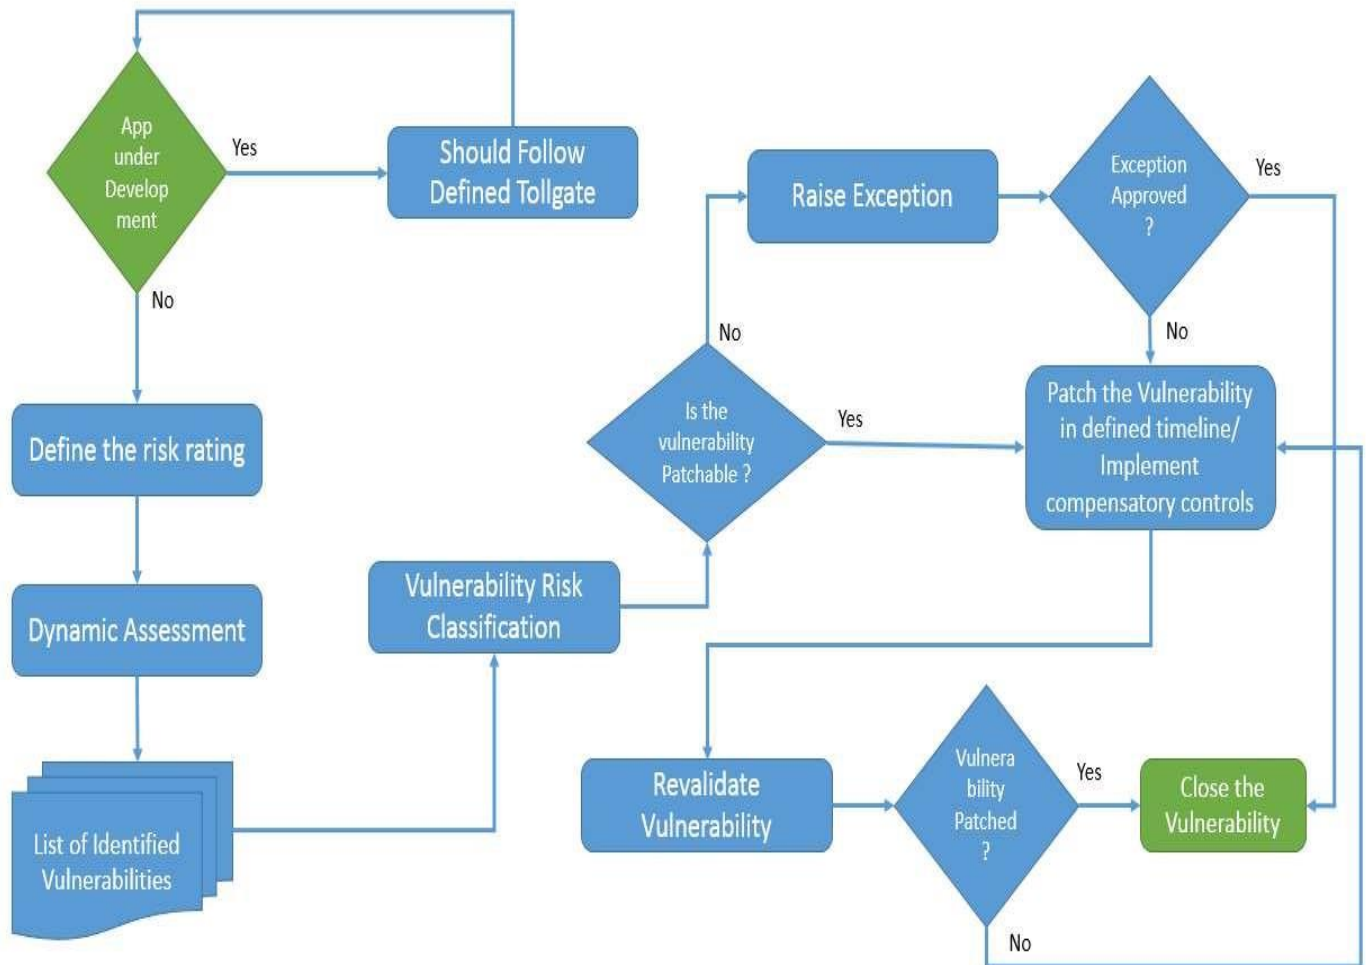 App
under
Develop
ment
Yes
Should Follow
Defined Tollgate
No
Define the risk rating
Dynamic Assessment
List of Identified
Vulnerabilities
Vulnerability Risk
Classification
Is the
vulnerability
Patchable ?
No
Yes
Raise Exception
Exception
Approved
?
Yes
No
Patch the Vulnerability
in defined timeline/
Implement
compensatory controls
Revalidate
Vulnerability
Vulnera
bility
Patched
?
Yes
No
Close the
Vulnerability